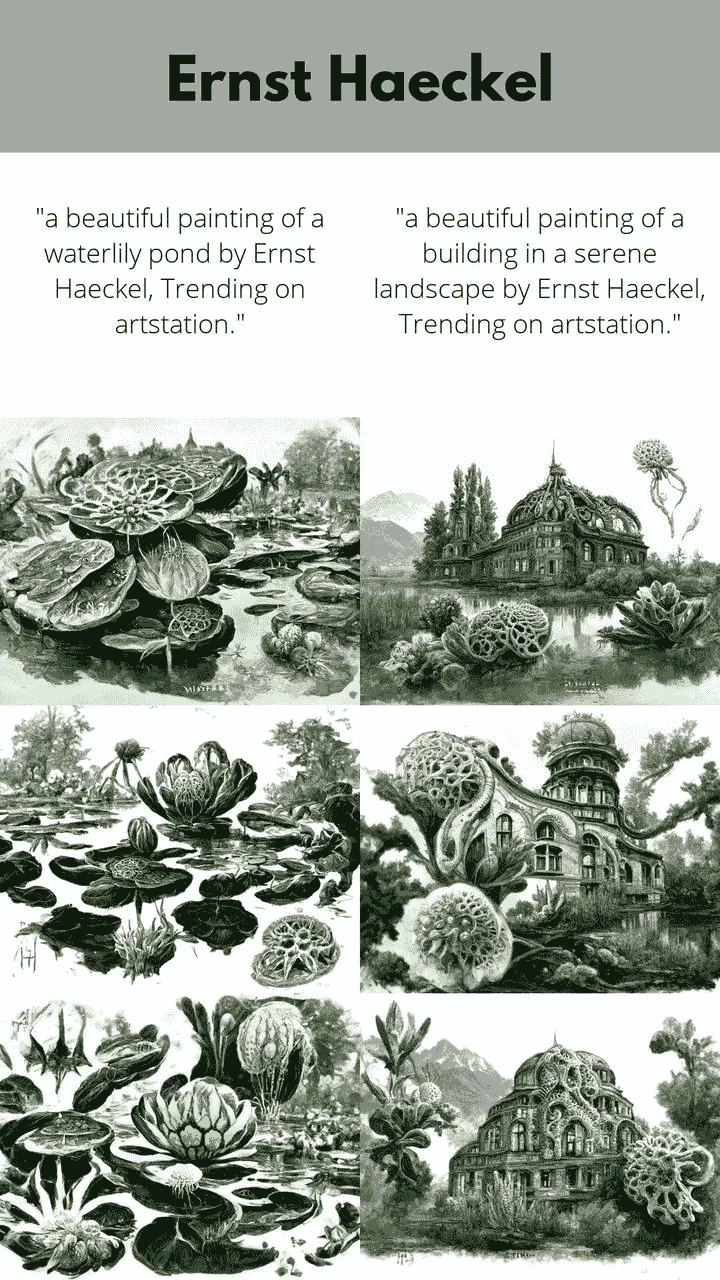 Ernst Haeckel
"a beautiful painting of a
waterlily pond by Ernst
Haeckel, Trending on
artstation."
"a beautiful painting of a
building in a serene
landscape by Ernst Haeckel,
Trending on artstation."